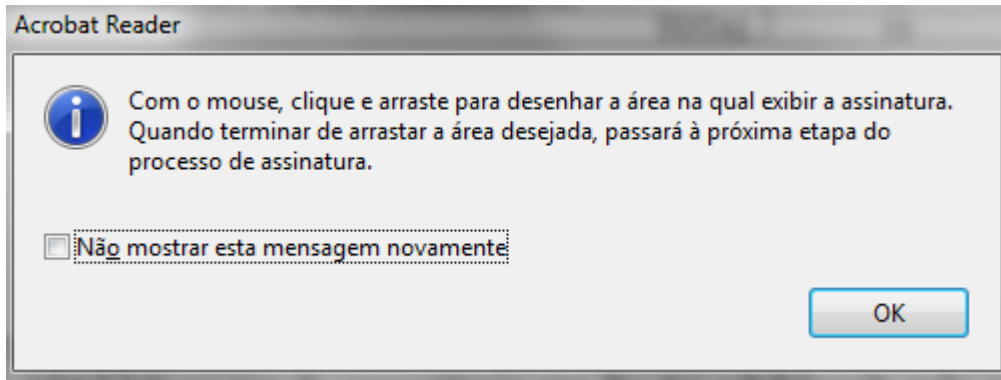 Acrobat Reader
Com o mouse, clique e arraste para desenhar a área na qual exibir a assinatura.
Quando terminar de arrastar a área desejada, passará à próxima etapa do
processo de assinatura.
Não mostrar esta mensagem novamente
OK